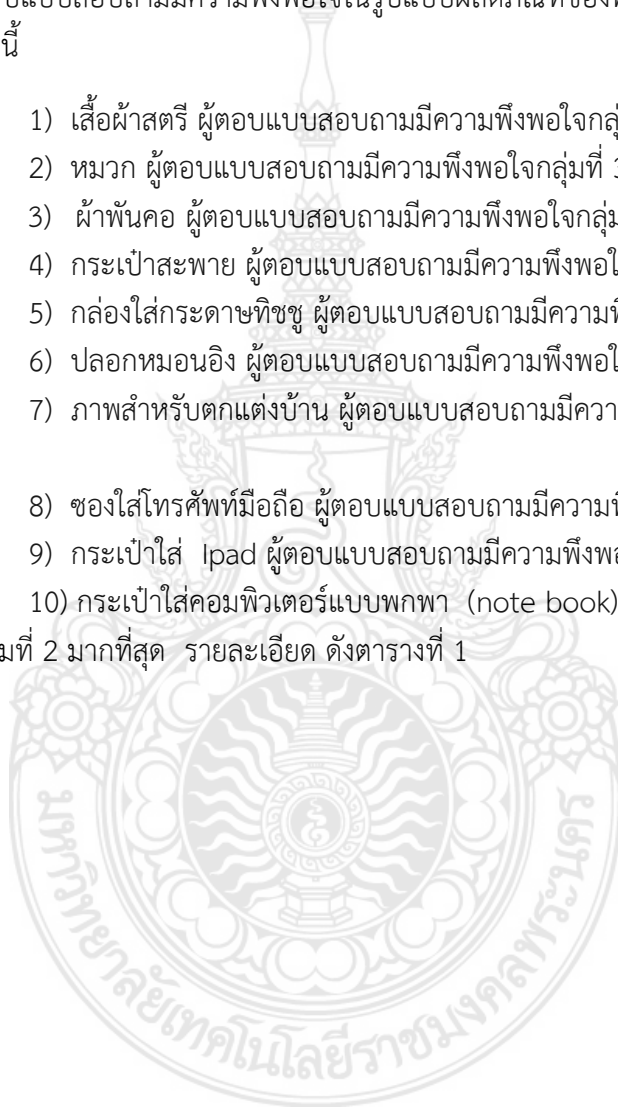 บแบบสอบถามมีความพึงพอใจในรูปแบบผลิตภัณฑ์ของ
นี้
1) เสื้อผ้าสตรี ผู้ตอบแบบสอบถามมีความพึงพอใจกลุ่
2) หมวก ผู้ตอบแบบสอบถามมีความพึงพอใจกลุ่มที่ 3
3) ผ้าพันคอ ผู้ตอบแบบสอบถามมีความพึงพอใจกลุ่ม
4) กระเป๋าสะพาย ผู้ตอบแบบสอบถามมีความพึงพอใ
5) กล่องใส่กระดาษทิชชู ผู้ตอบแบบสอบถามมีความพึ
6) ปลอกหมอนอิง ผู้ตอบแบบสอบถามมีความพึงพอใ
7) ภาพสำหรับตกแต่งบ้าน ผู้ตอบแบบสอบถามมีควา
8) ซองใส่โทรศัพท์มือถือ ผู้ตอบแบบสอบถามมีความพึ
9) กระเป๋าใส่ Ipad ผู้ตอบแบบสอบถามมีความพึงพอ
10) กระเป๋าใส่คอมพิวเตอร์แบบพกพา (note book)
มที่ 2 มากที่สุด รายละเอียด ดังตารางที่ 1
มหาวิทยาลัยเทคโนโลยีราชมงคลพระนคร